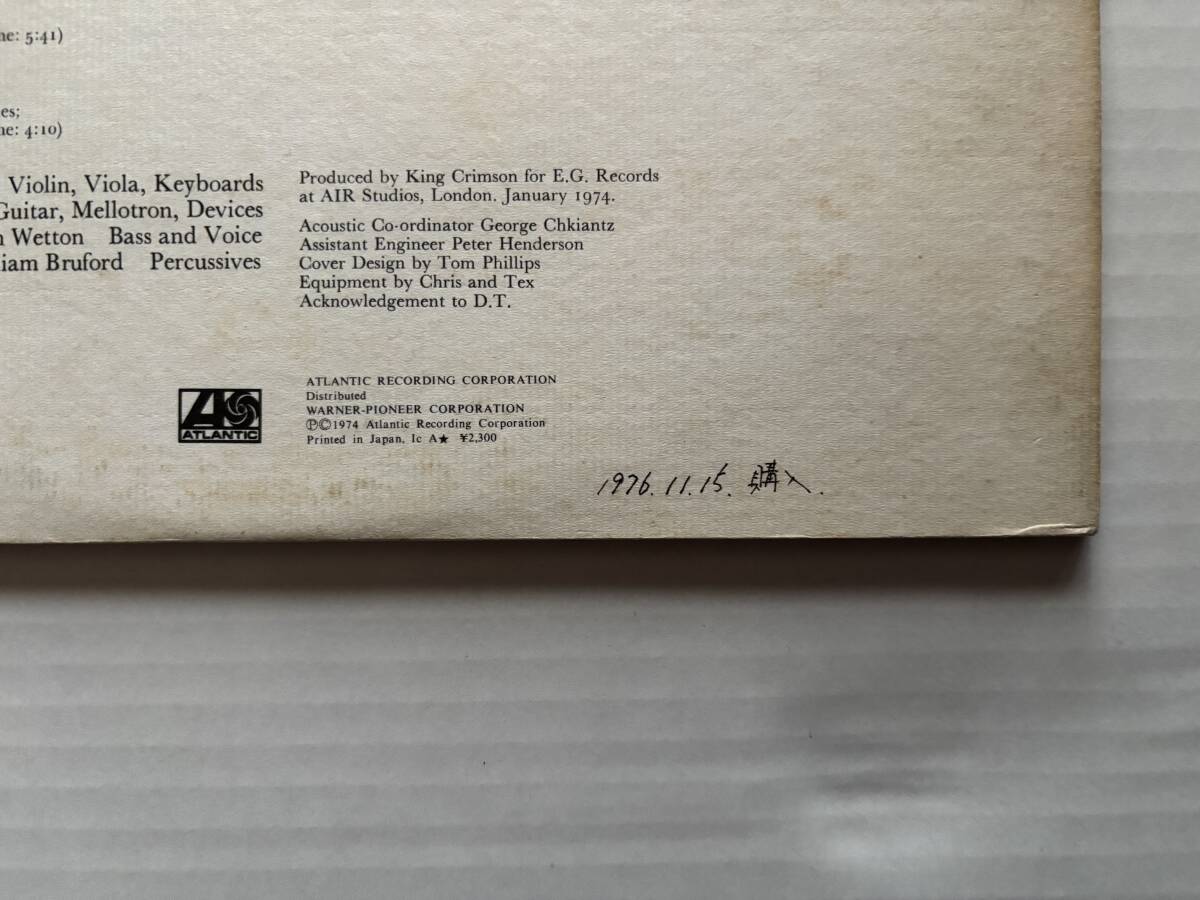 ne: 5:41)
es;
ne: 4:10)
Violin, Viola, Keyboards
Guitar, Mellotron, Devices
n Wetton Bass and Voice
liam Bruford Percussives
Produced by King Crimson for E.G. Records
at AIR Studios, London. January 1974.
Acoustic Co-ordinator George Chkiantz
Assistant Engineer Peter Henderson
Cover Design by Tom Phillips
Equipment by Chris and Tex
Acknowledgement to D.T.
ATLANTIC
ATLANTIC RECORDING CORPORATION
Distributed
WARNER-PIONEER CORPORATION
℗©1974 Atlantic Recording Corporation
Printed in Japan, Ic A★ ¥2,300
1976.11.15. 購入.